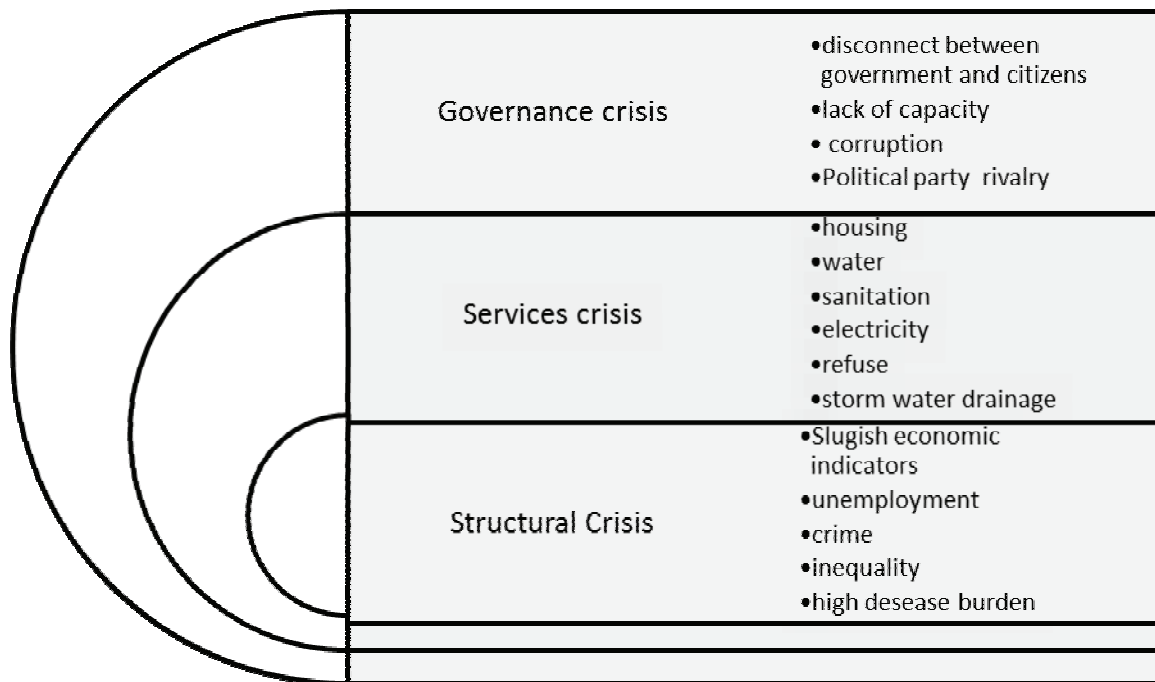 Governance crisis
•disconnect between
government and citizens
•lack of capacity
• corruption
•Political party rivalry
Services crisis
•housing
•water
•sanitation
•electricity
•refuse
•storm water drainage
Structural Crisis
•Slugish economic
indicators
•unemployment
•crime
•inequality
•high desease burden